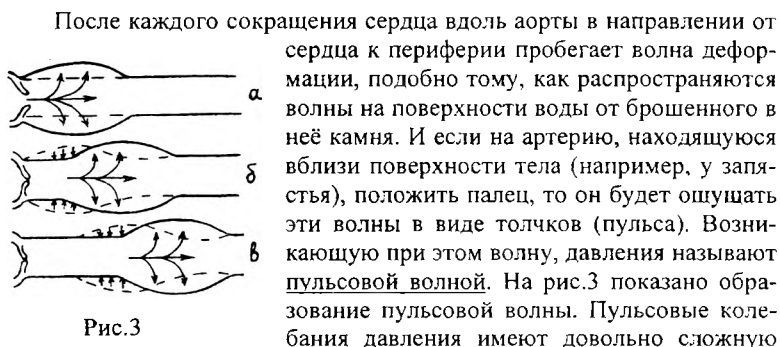 После каждого сокращения сердца вдоль аорты в направлении от
сердца к периферии пробегает волна дефор-
мации, подобно тому, как распространяются
волны на поверхности воды от брошенного в
неё камня. И если на артерию, находящуюся
вблизи поверхности тела (например, у запя-
стья), положить палец, то он будет ошущать
эти волны в виде толчков (пульса). Возни-
кающую при этом волну, давления называют
пульсовой волной. На рис.3 показано обра-
зование пульсовой волны. Пульсовые коле-
бания давления имеют довольно сложную
а
б
в
Рис.3